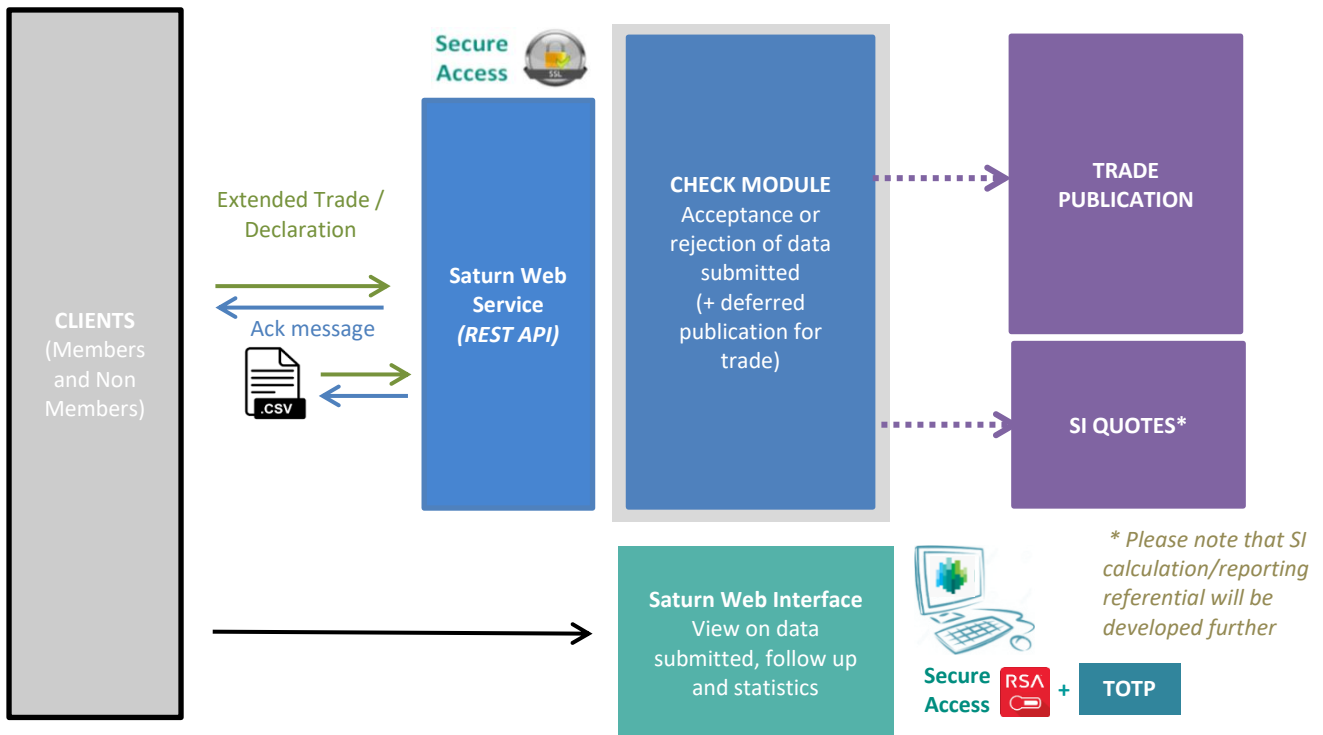 CLIENTS
(Members
and Non
Members)
Extended Trade /
Declaration
Ack message
.CSV
Secure
Access
SSL
Saturn Web
Service
(REST API)
CHECK MODULE
Acceptance or
rejection of data
submitted
(+ deferred
publication for
trade)
TRADE
PUBLICATION
SI QUOTES*
* Please note that SI
calculation/reporting
referential will be
developed further
Saturn Web Interface
View on data
submitted, follow up
and statistics
Secure
Access
RSA
+
TOTP